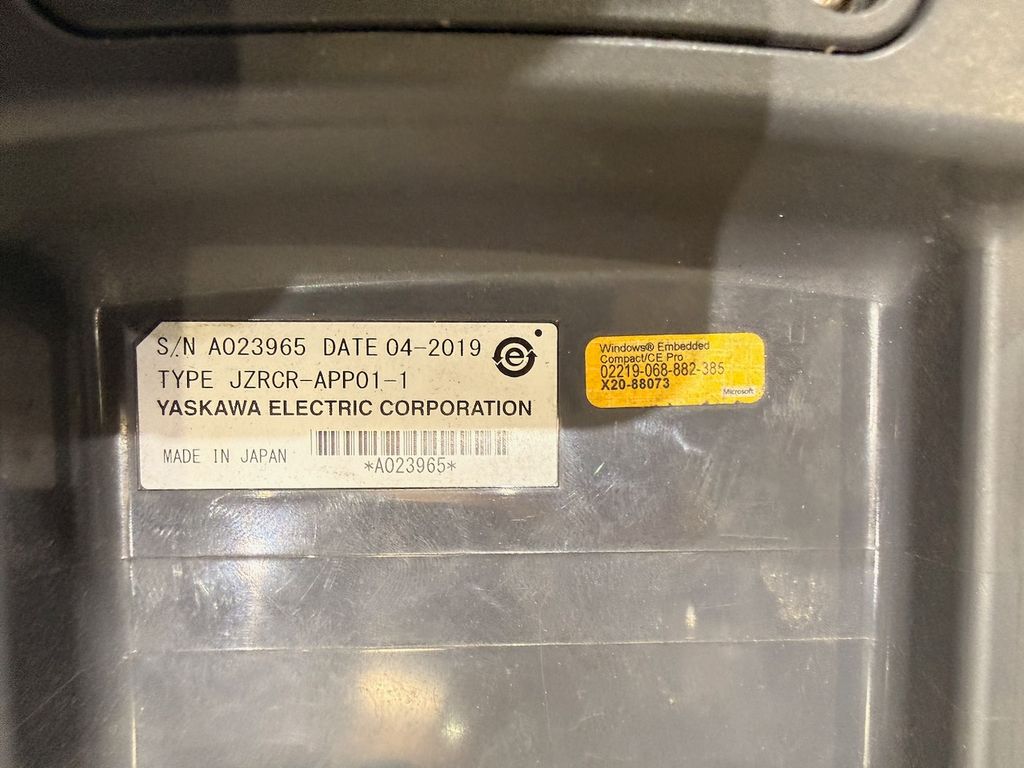 S/N A023965 DATE 04-2019
TYPE JZRCR-APP01-1
YASKAWA ELECTRIC CORPORATION
MADE IN JAPAN
*A023965*
Windows® Embedded
Compact/CE Pro
02219-068-882-385
X20-88073
Microsoft